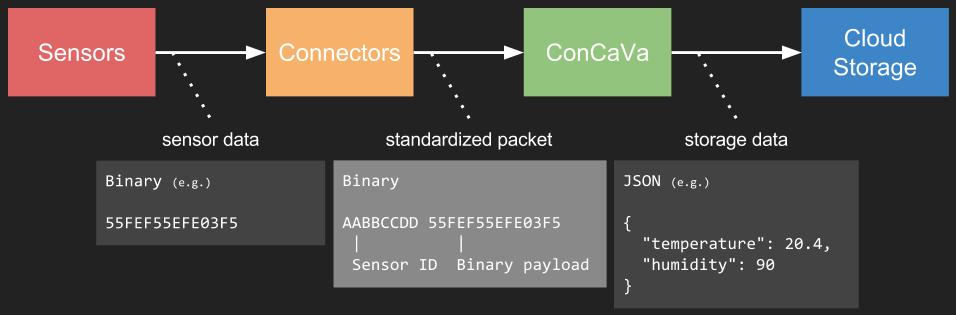 Sensors
Connectors
ConCaVa
Cloud
Storage
sensor data
standardized packet
storage data
Binary (e.g.)
55FEF55EFE03F5
Binary
AABBCCDD 55FEF55EFE03F5
| |
Sensor ID Binary payload
JSON (e.g.)
{
"temperature": 20.4,
"humidity": 90
}